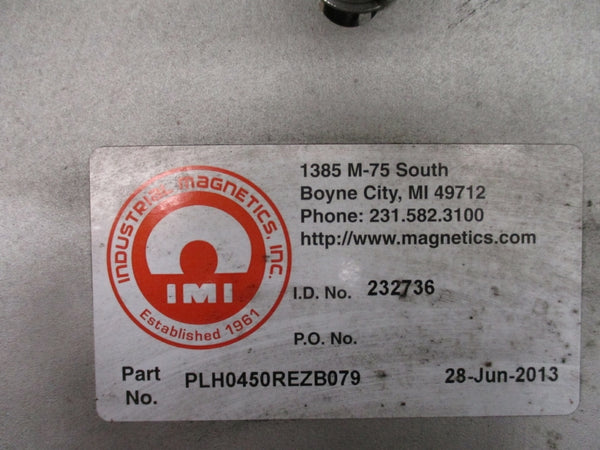 INDUSTRIAL MAGNETICS, INC.
IMI
Established 1961
1385 M-75 South
Boyne City, MI 49712
Phone: 231.582.3100
http://www.magnetics.com
I.D. No. 232736
P.O. No.
Part No. PLH0450REZB079 28-Jun-2013